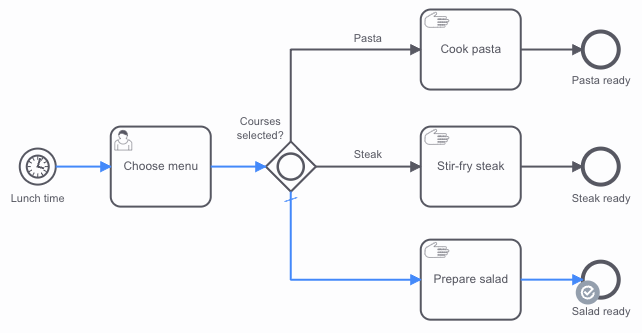 Pasta
Cook pasta
Pasta ready
Courses
selected?
Lunch time
Choose menu
Steak
Stir-fry steak
Steak ready
Prepare salad
Salad ready